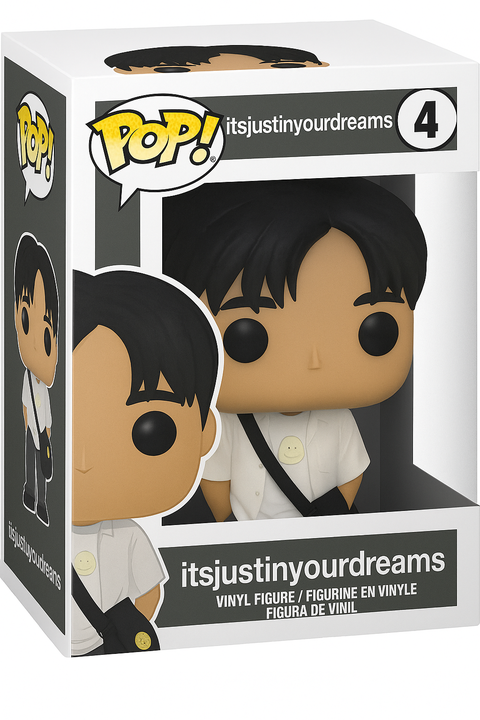 POP!® itsjustinyourdreams 4
POP!
itsjustinyourdreams
itsjustinyourdreams
VINYL FIGURE / FIGURINE EN VINYLE
FIGURA DE VINIL